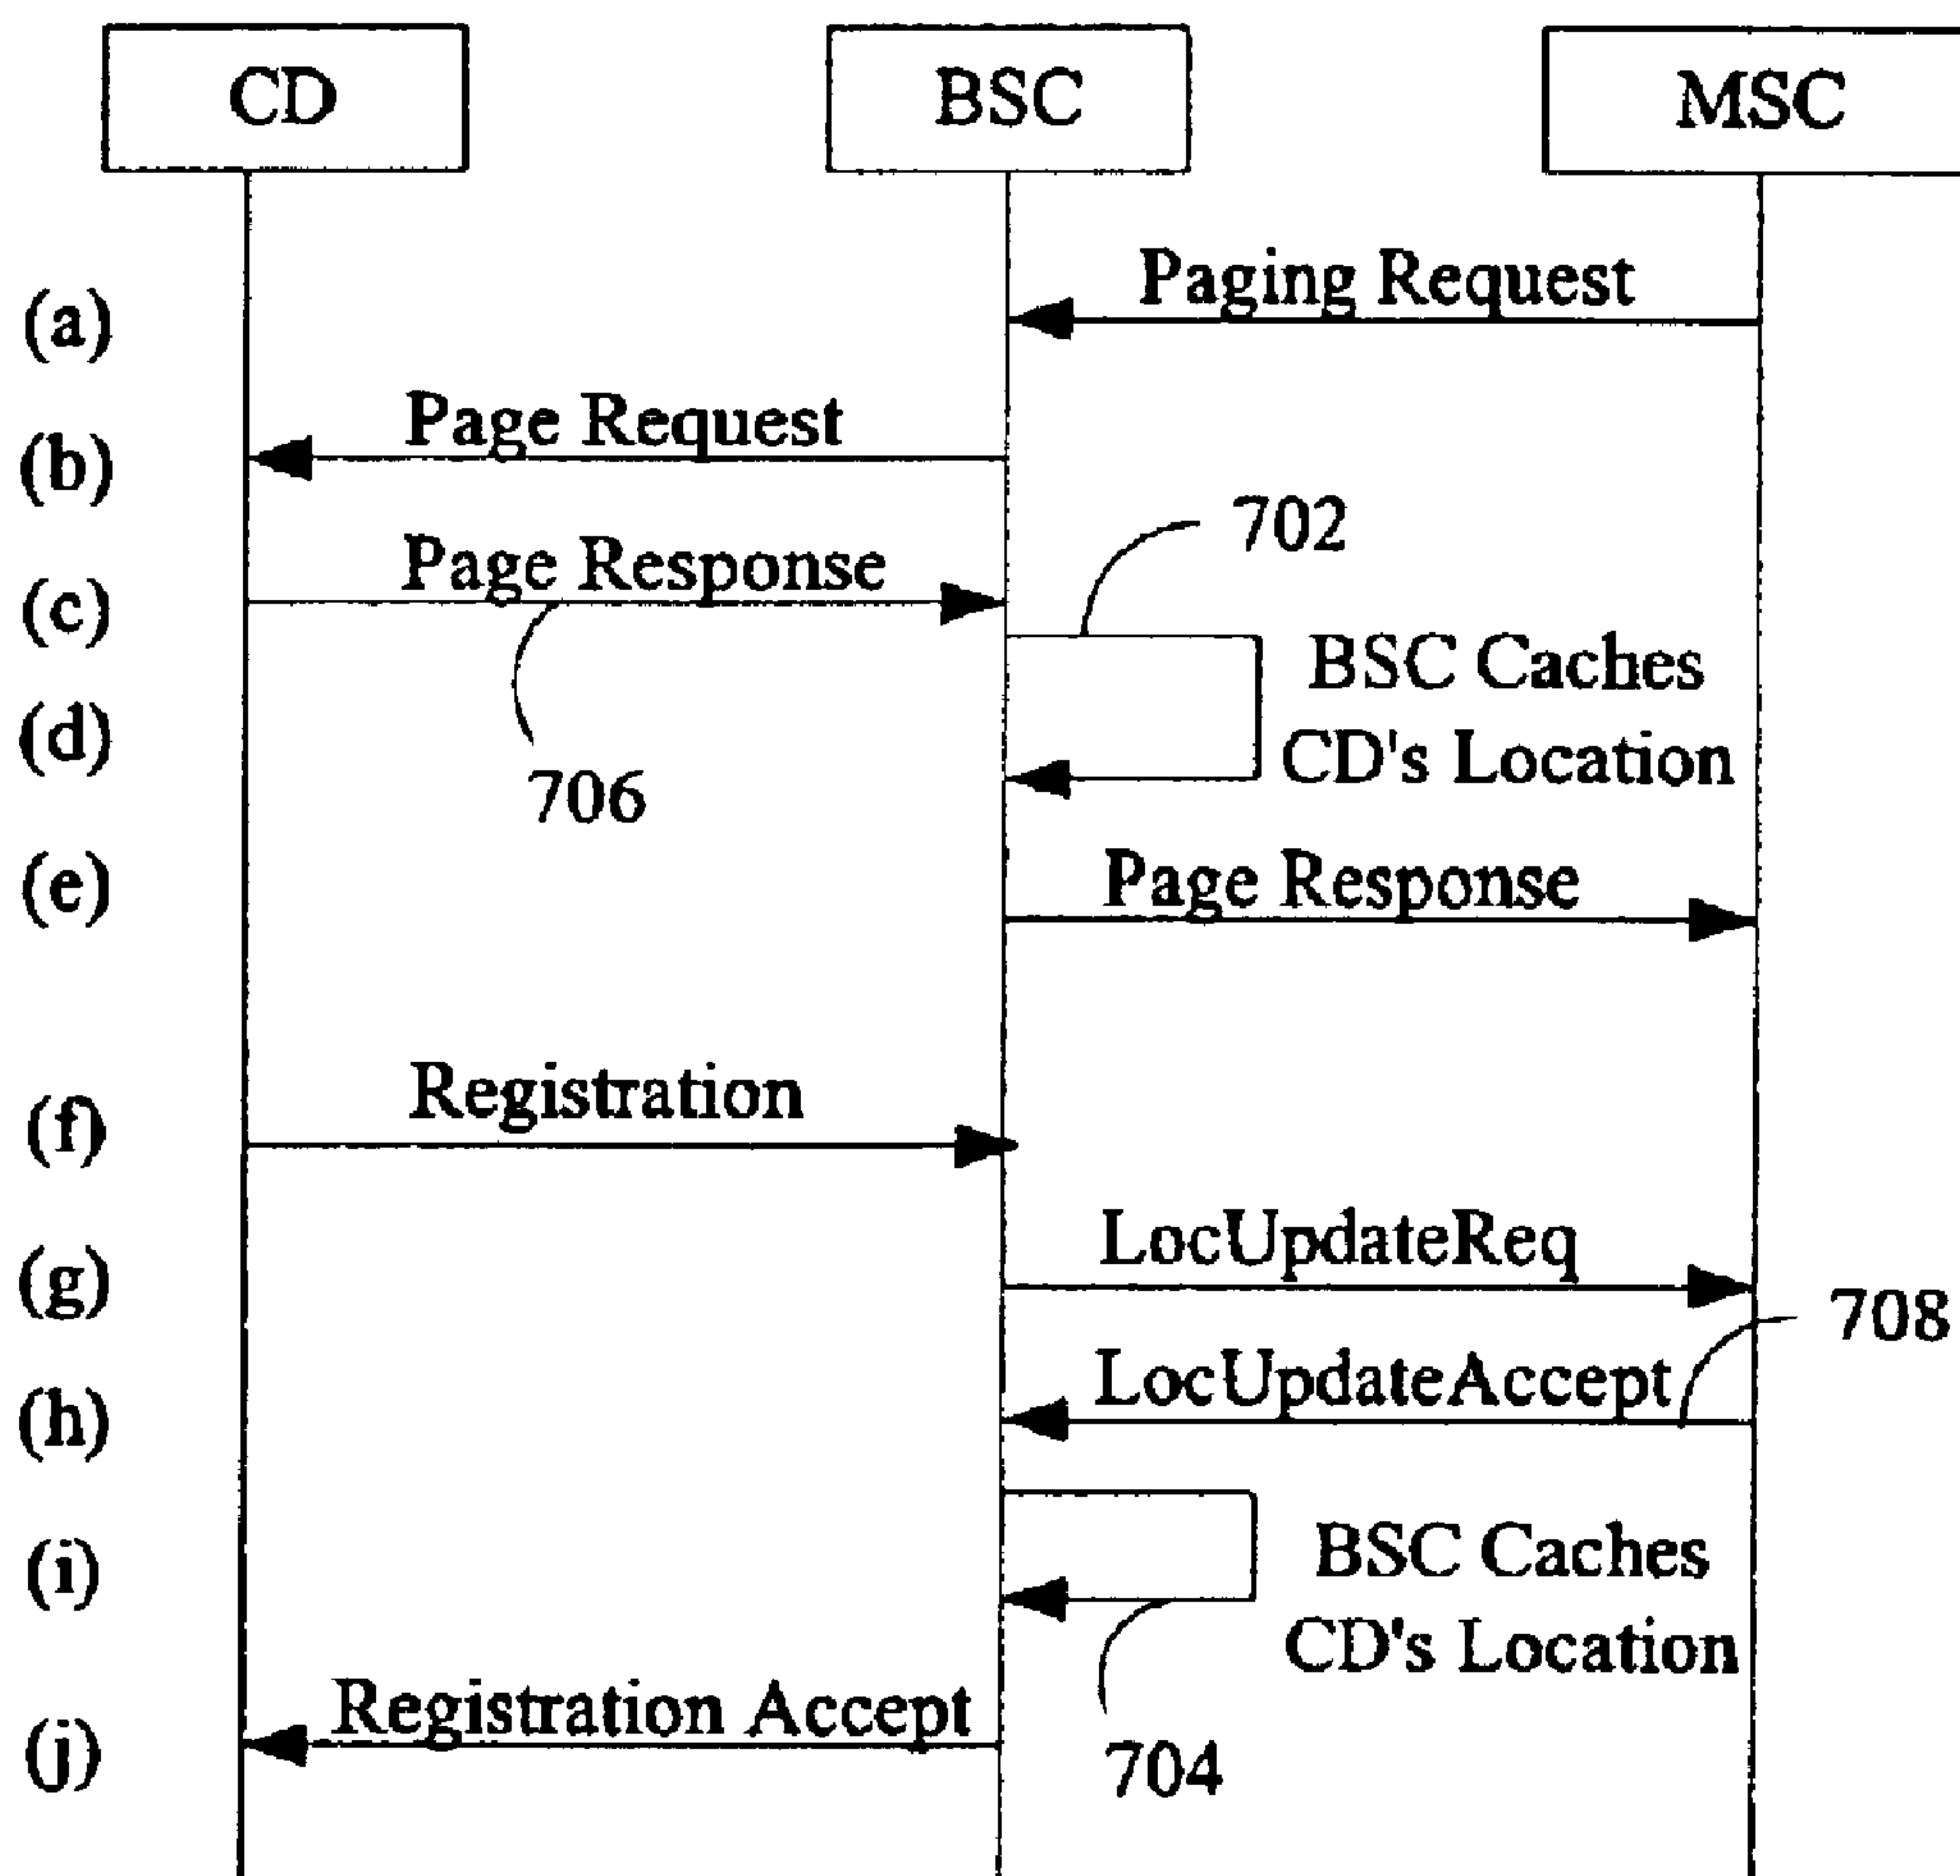 CD
BSC
MSC
(a)
Paging Request
(b)
Page Request
702
(c)
Page Response
BSC Caches
(d)
CD's Location
706
(e)
Page Response
(f)
Registration
(g)
LocUpdateReq
708
(h)
LocUpdateAccept
(i)
BSC Caches
CD's Location
(j)
Registration Accept
704